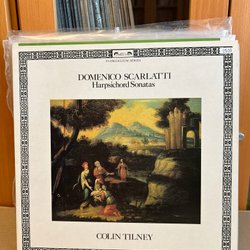 DOMENICO SCARLATTI
Harpsichord Sonatas
COLIN TILNEY